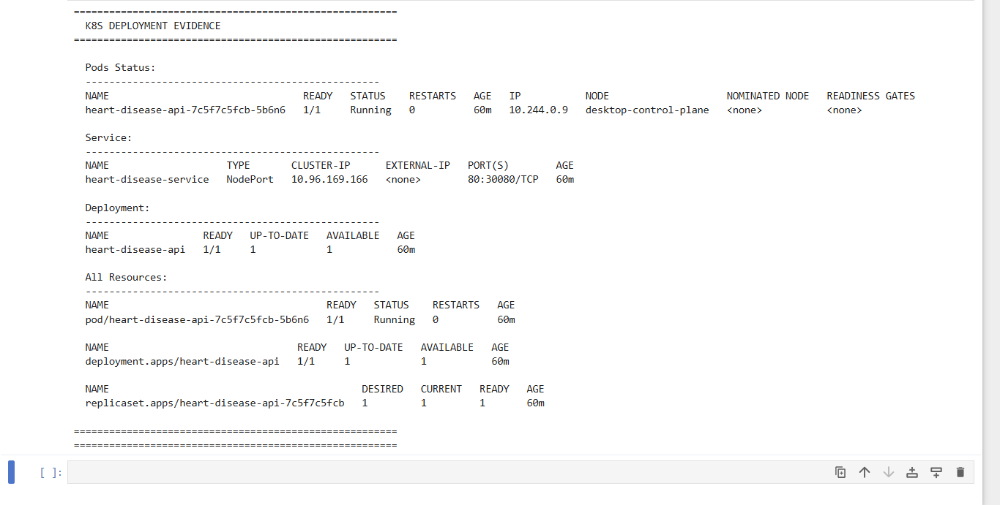 =======================================================
K8S DEPLOYMENT EVIDENCE
=======================================================
Pods Status:
--------------------------------------------------
NAME READY STATUS RESTARTS AGE IP NODE NOMINATED NODE READINESS GATES
heart-disease-api-7c5f7c5fcb-5b6n6 1/1 Running 0 60m 10.244.0.9 desktop-control-plane <none> <none>
Service:
--------------------------------------------------
NAME TYPE CLUSTER-IP EXTERNAL-IP PORT(S) AGE
heart-disease-service NodePort 10.96.169.166 <none> 80:30080/TCP 60m
Deployment:
--------------------------------------------------
NAME READY UP-TO-DATE AVAILABLE AGE
heart-disease-api 1/1 1 1 60m
All Resources:
--------------------------------------------------
NAME READY STATUS RESTARTS AGE
pod/heart-disease-api-7c5f7c5fcb-5b6n6 1/1 Running 0 60m
NAME READY UP-TO-DATE AVAILABLE AGE
deployment.apps/heart-disease-api 1/1 1 1 60m
NAME DESIRED CURRENT READY AGE
replicaset.apps/heart-disease-api-7c5f7c5fcb 1 1 1 60m
=======================================================
=======================================================
[ ]: